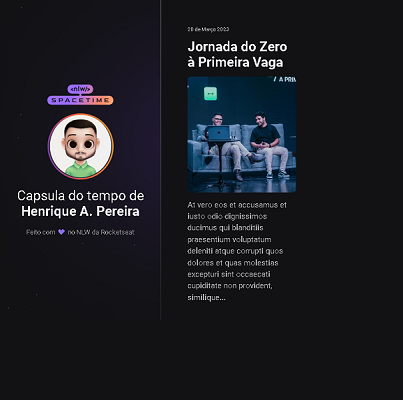 <nlw/>
SPACETIME
Capsula do tempo de
Henrique A. Pereira
Feito com 💜 no NLW da Rocketseat
28 de Março 2023
Jornada do Zero
à Primeira Vaga
A PRI
At vero eos et accusamus et
iusto odio dignissimos
ducimus qui blanditiis
praesentium voluptatum
deleniti atque corrupti quos
dolores et quas molestias
excepturi sint occaecati
cupiditate non provident,
similique...